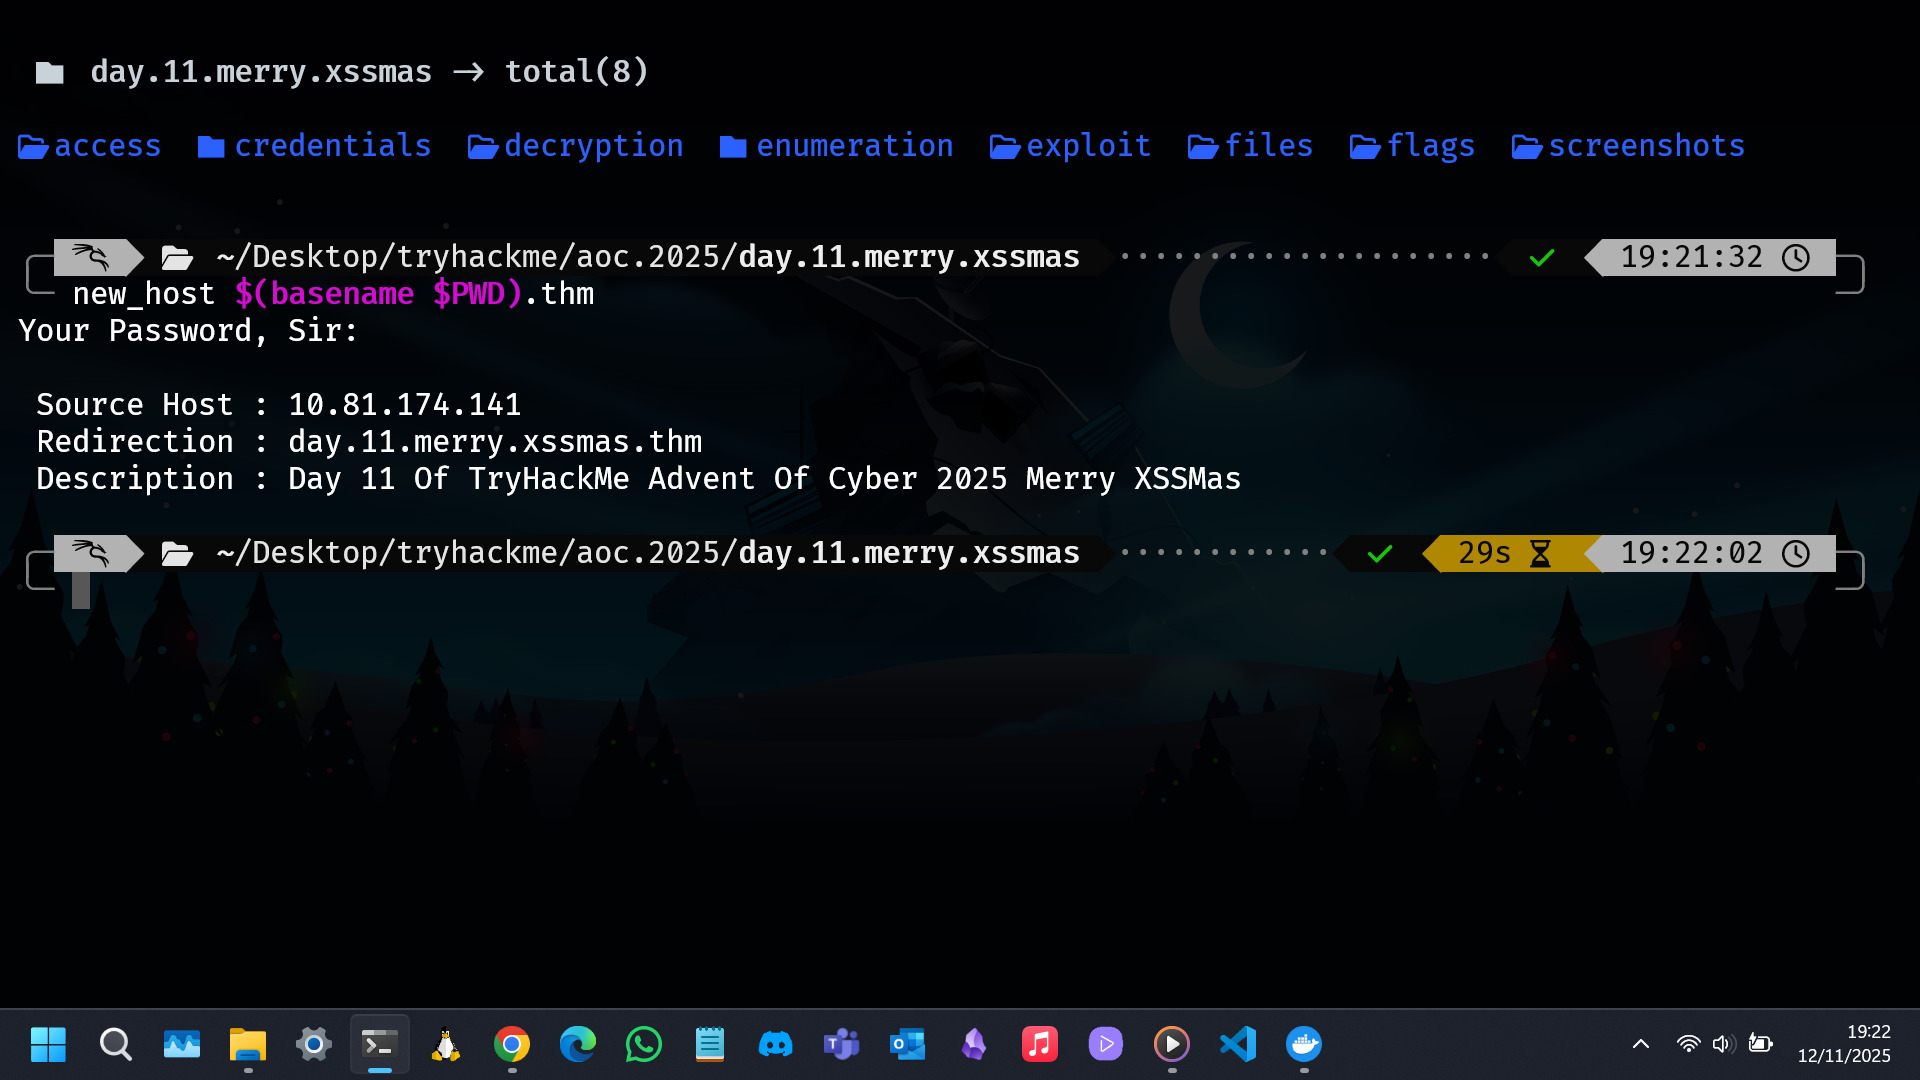 day.11.merry.xssmas → total(8)
access credentials decryption enumeration exploit files flags screenshots
~/Desktop/tryhackme/aoc.2025/day.11.merry.xssmas 19:21:32
new_host $(basename $PWD).thm
Your Password, Sir:
Source Host : 10.81.174.141
Redirection : day.11.merry.xssmas.thm
Description : Day 11 Of TryHackMe Advent Of Cyber 2025 Merry XSSMas
~/Desktop/tryhackme/aoc.2025/day.11.merry.xssmas 29s 19:22:02
19:22
12/11/2025